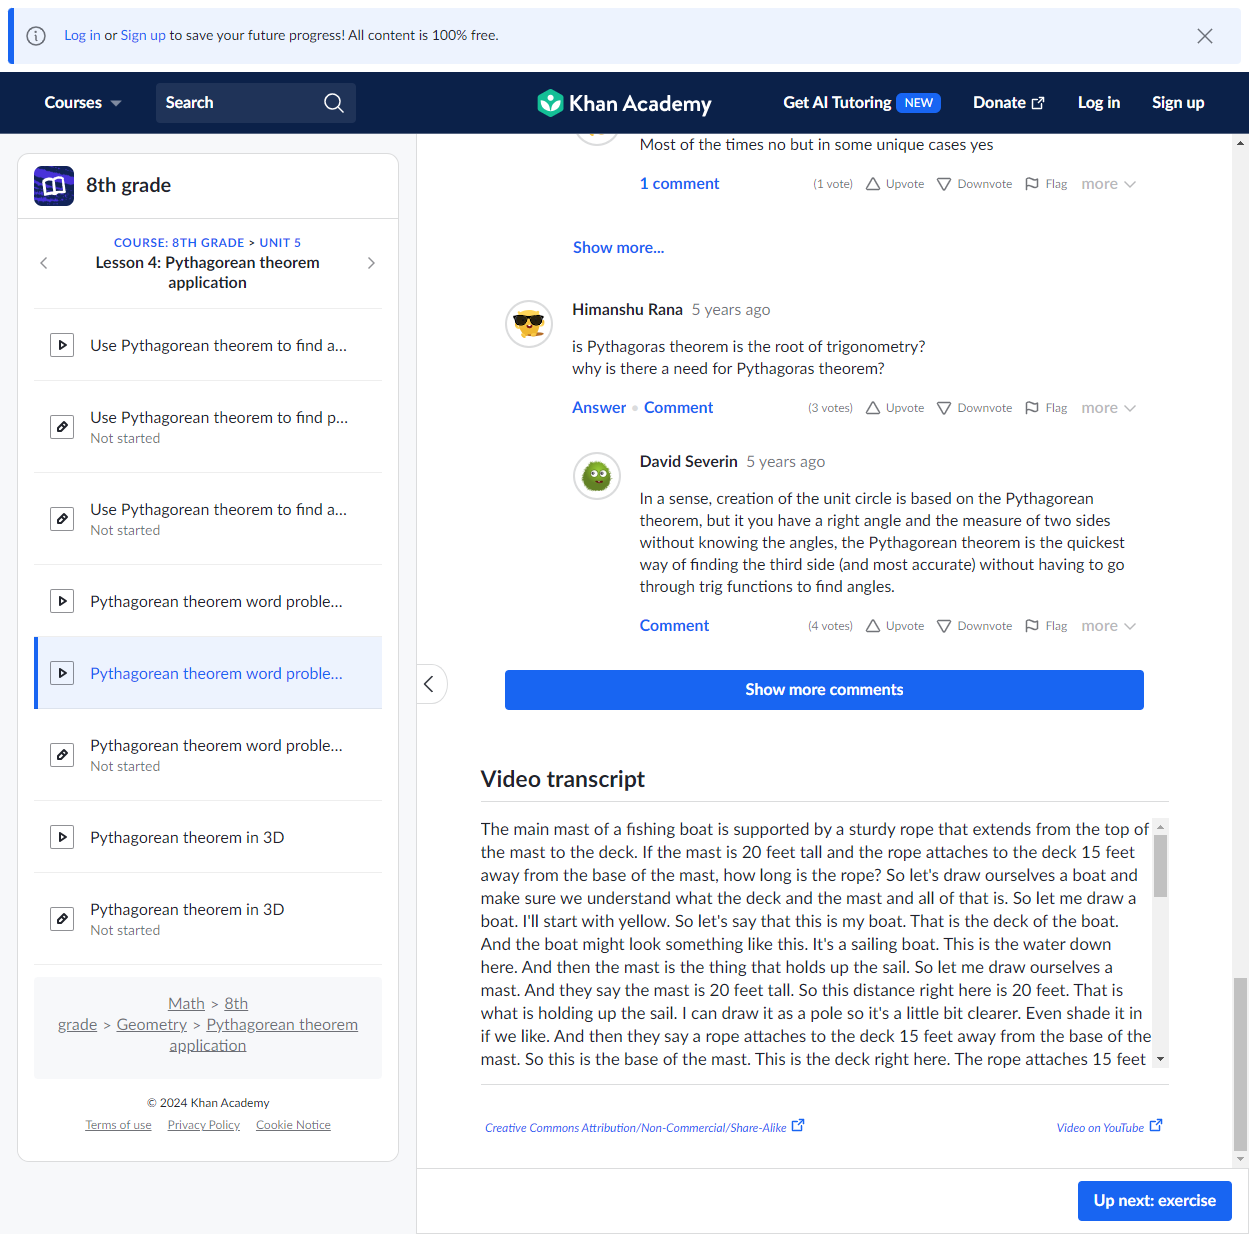 Log in or Sign up to save your future progress! All content is 100% free.
Courses
Search
Khan Academy
Get AI Tutoring NEW
Donate
Log in
Sign up
8th grade
COURSE: 8TH GRADE > UNIT 5
Lesson 4: Pythagorean theorem
application
Use Pythagorean theorem to find a...
Use Pythagorean theorem to find p...
Not started
Use Pythagorean theorem to find a...
Not started
Pythagorean theorem word proble...
Pythagorean theorem word proble...
Pythagorean theorem word proble...
Not started
Pythagorean theorem in 3D
Pythagorean theorem in 3D
Not started
Math > 8th
grade > Geometry > Pythagorean theorem
application
© 2024 Khan Academy
Terms of use Privacy Policy Cookie Notice
Most of the times no but in some unique cases yes
1 comment (1 vote) Upvote Downvote Flag more
Show more...
Himanshu Rana 5 years ago
is Pythagoras theorem is the root of trigonometry?
why is there a need for Pythagoras theorem?
Answer • Comment (3 votes) Upvote Downvote Flag more
David Severin 5 years ago
In a sense, creation of the unit circle is based on the Pythagorean
theorem, but it you have a right angle and the measure of two sides
without knowing the angles, the Pythagorean theorem is the quickest
way of finding the third side (and most accurate) without having to go
through trig functions to find angles.
Comment (4 votes) Upvote Downvote Flag more
Show more comments
Video transcript
The main mast of a fishing boat is supported by a sturdy rope that extends from the top of
the mast to the deck. If the mast is 20 feet tall and the rope attaches to the deck 15 feet
away from the base of the mast, how long is the rope? So let's draw ourselves a boat and
make sure we understand what the deck and the mast and all of that is. So let me draw a
boat. I'll start with yellow. So let's say that this is my boat. That is the deck of the boat.
And the boat might look something like this. It's a sailing boat. This is the water down
here. And then the mast is the thing that holds up the sail. So let me draw ourselves a
mast. And they say the mast is 20 feet tall. So this distance right here is 20 feet. That is
what is holding up the sail. I can draw it as a pole so it's a little bit clearer. Even shade it in
if we like. And then they say a rope attaches to the deck 15 feet away from the base of the
mast. So this is the base of the mast. This is the deck right here. The rope attaches 15 feet
Creative Commons Attribution/Non-Commercial/Share-Alike
Video on YouTube
Up next: exercise